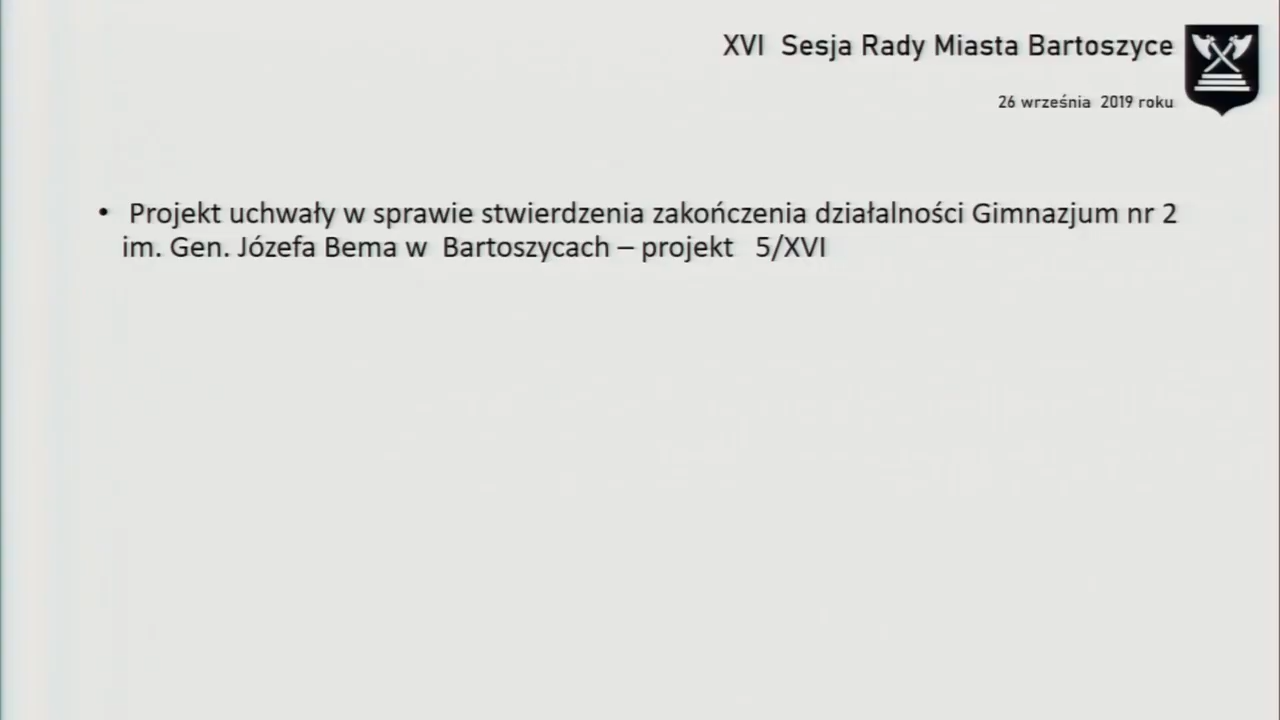 XVI Sesja Rady Miasta Bartoszyce
26 września 2019 roku
• Projekt uchwały w sprawie stwierdzenia zakończenia działalności Gimnazjum nr 2
im. Gen. Józefa Bema w Bartoszycach – projekt 5/XVI